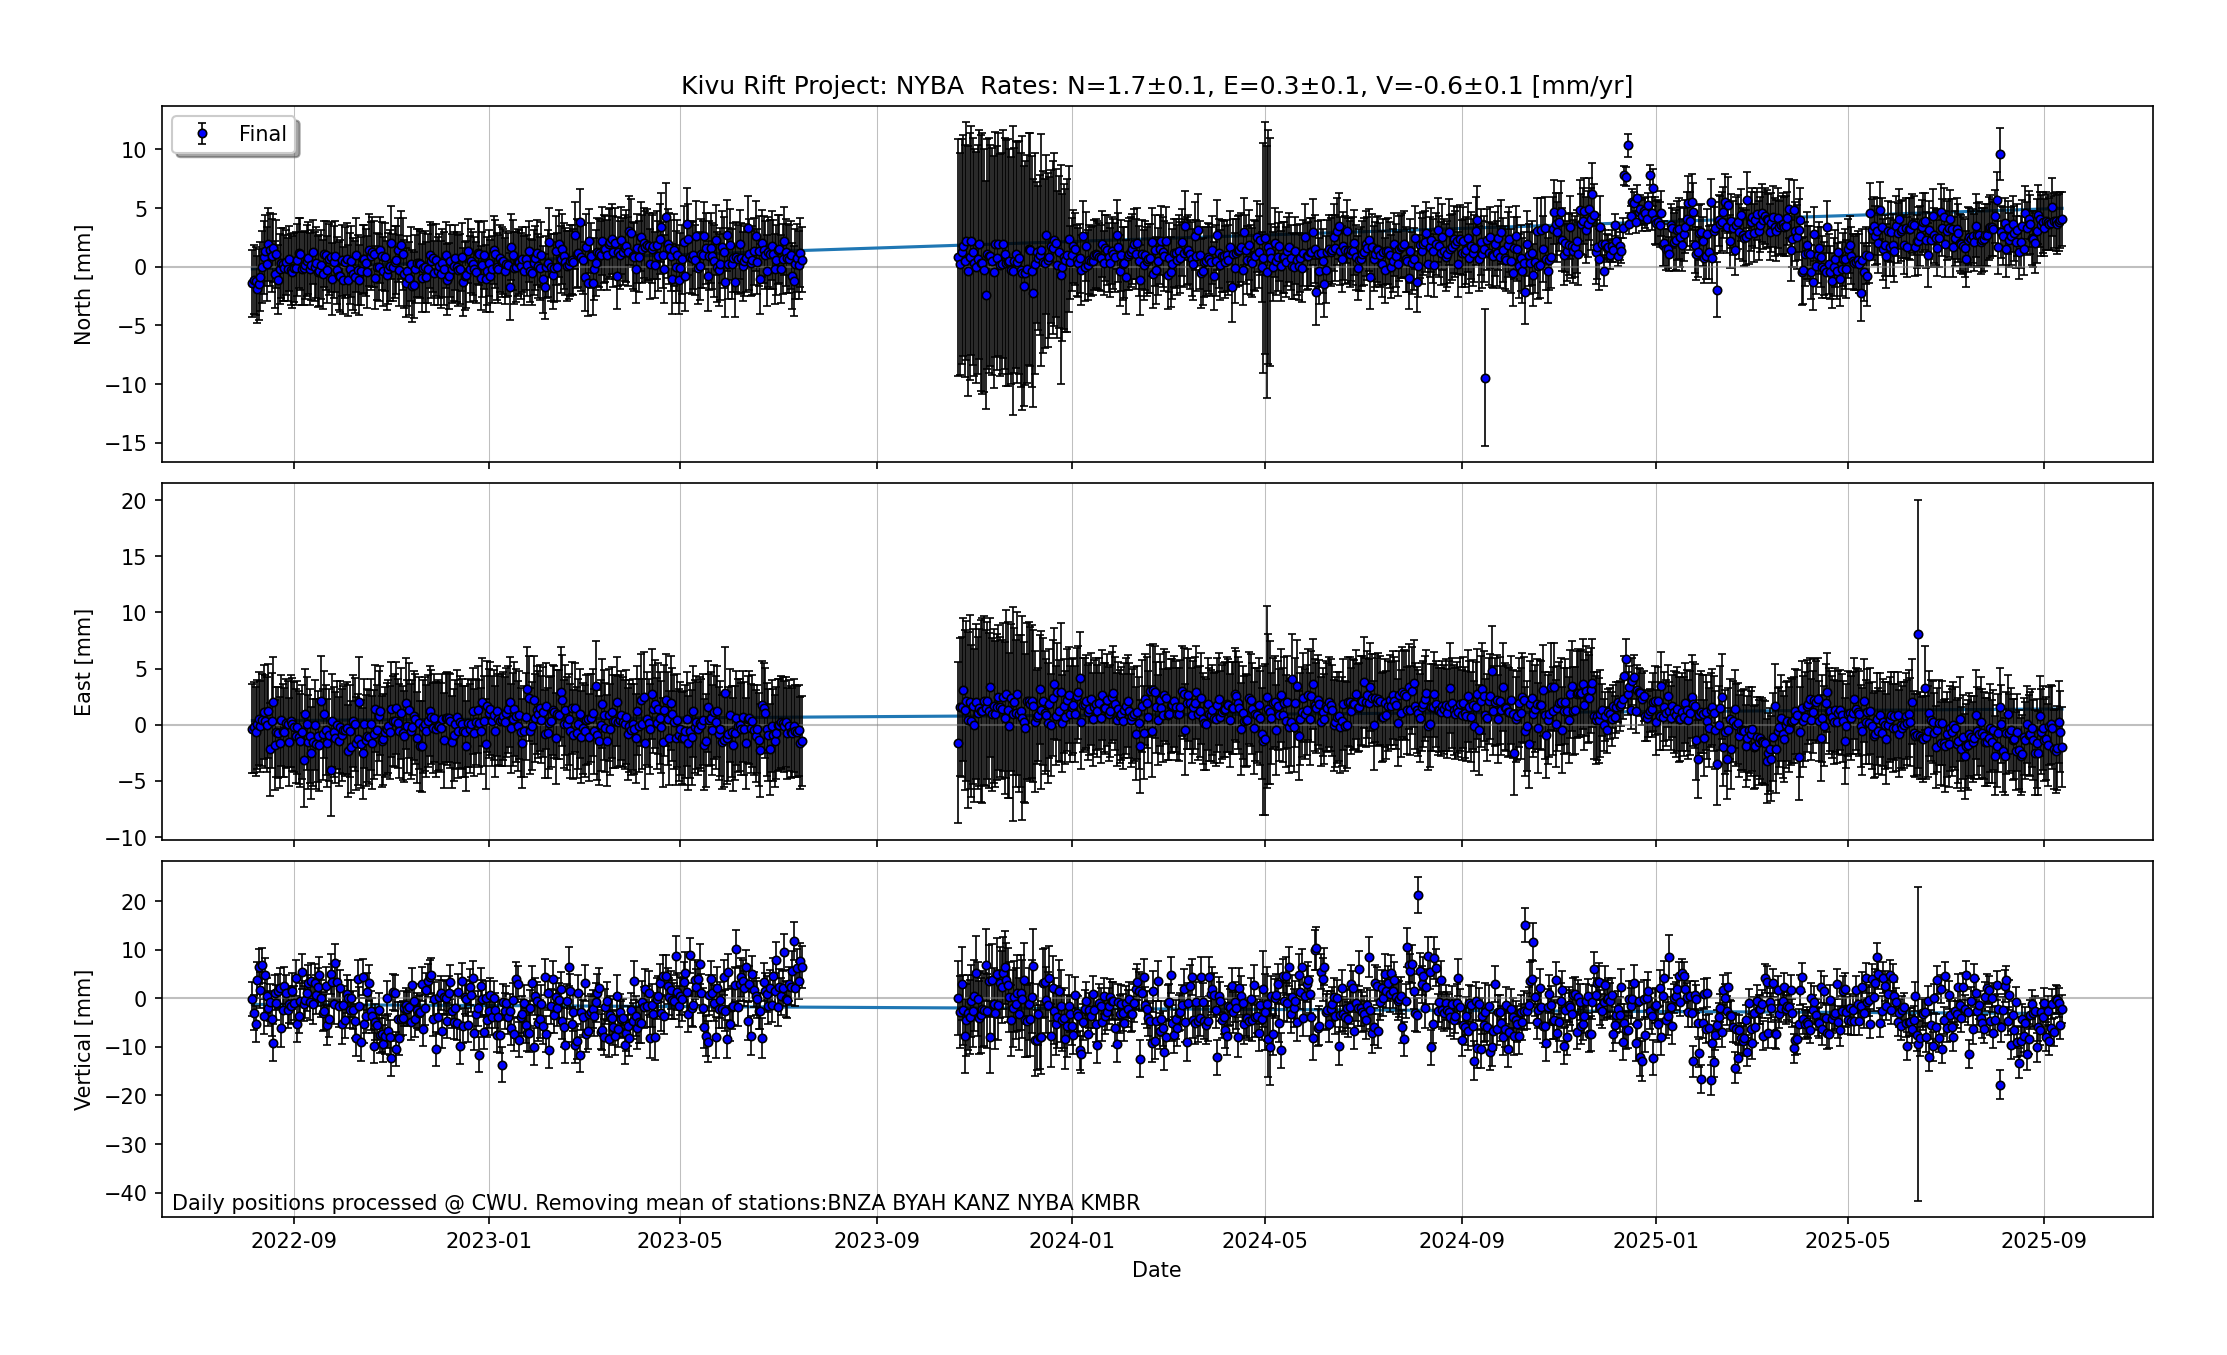 Kivu Rift Project: NYBA  Rates: N=1.7±0.1, E=0.3±0.1, V=-0.6±0.1 [mm/yr]
Final
North [mm]
10
5
0
−5
−10
−15
East [mm]
20
15
10
5
0
−5
−10
Vertical [mm]
20
10
0
−10
−20
−30
−40
Daily positions processed @ CWU. Removing mean of stations:BNZA BYAH KANZ NYBA KMBR
2022-09 2023-01 2023-05 2023-09 2024-01 2024-05 2024-09 2025-01 2025-05 2025-09
Date